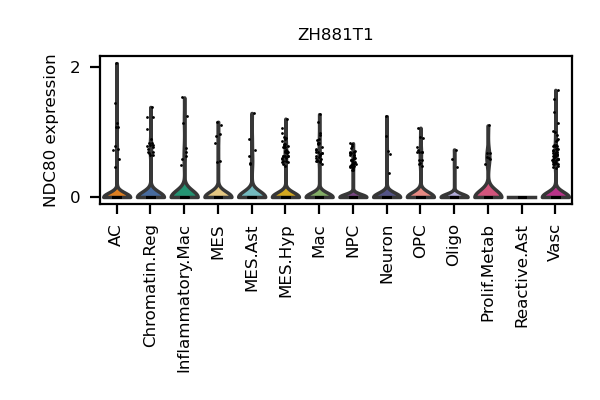 ZH881T1
NDC80 expression
2
0
AC
Chromatin.Reg
Inflammatory.Mac
MES
MES.Ast
MES.Hyp
Mac
NPC
Neuron
OPC
Oligo
Prolif.Metab
Reactive.Ast
Vasc